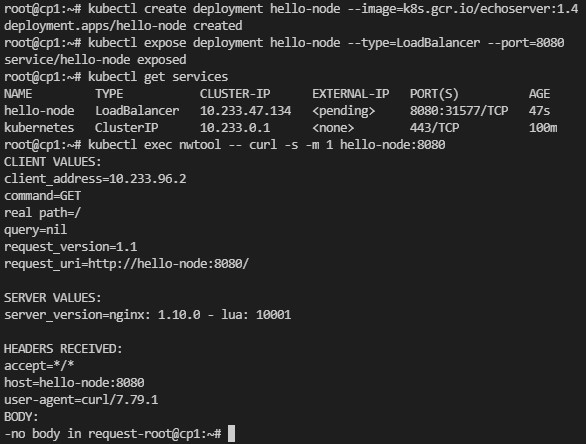 root@cp1:~# kubectl create deployment hello-node --image=k8s.gcr.io/echoserver:1.4
deployment.apps/hello-node created
root@cp1:~# kubectl expose deployment hello-node --type=LoadBalancer --port=8080
service/hello-node exposed
root@cp1:~# kubectl get services
NAME         TYPE           CLUSTER-IP      EXTERNAL-IP   PORT(S)          AGE
hello-node   LoadBalancer   10.233.47.134   <pending>     8080:31577/TCP   47s
kubernetes   ClusterIP      10.233.0.1      <none>        443/TCP          100m
root@cp1:~# kubectl exec nwtool -- curl -s -m 1 hello-node:8080
CLIENT VALUES:
client_address=10.233.96.2
command=GET
real path=/
query=nil
request_version=1.1
request_uri=http://hello-node:8080/

SERVER VALUES:
server_version=nginx: 1.10.0 - lua: 10001

HEADERS RECEIVED:
accept=*/*
host=hello-node:8080
user-agent=curl/7.79.1
BODY:
-no body in request-root@cp1:~#